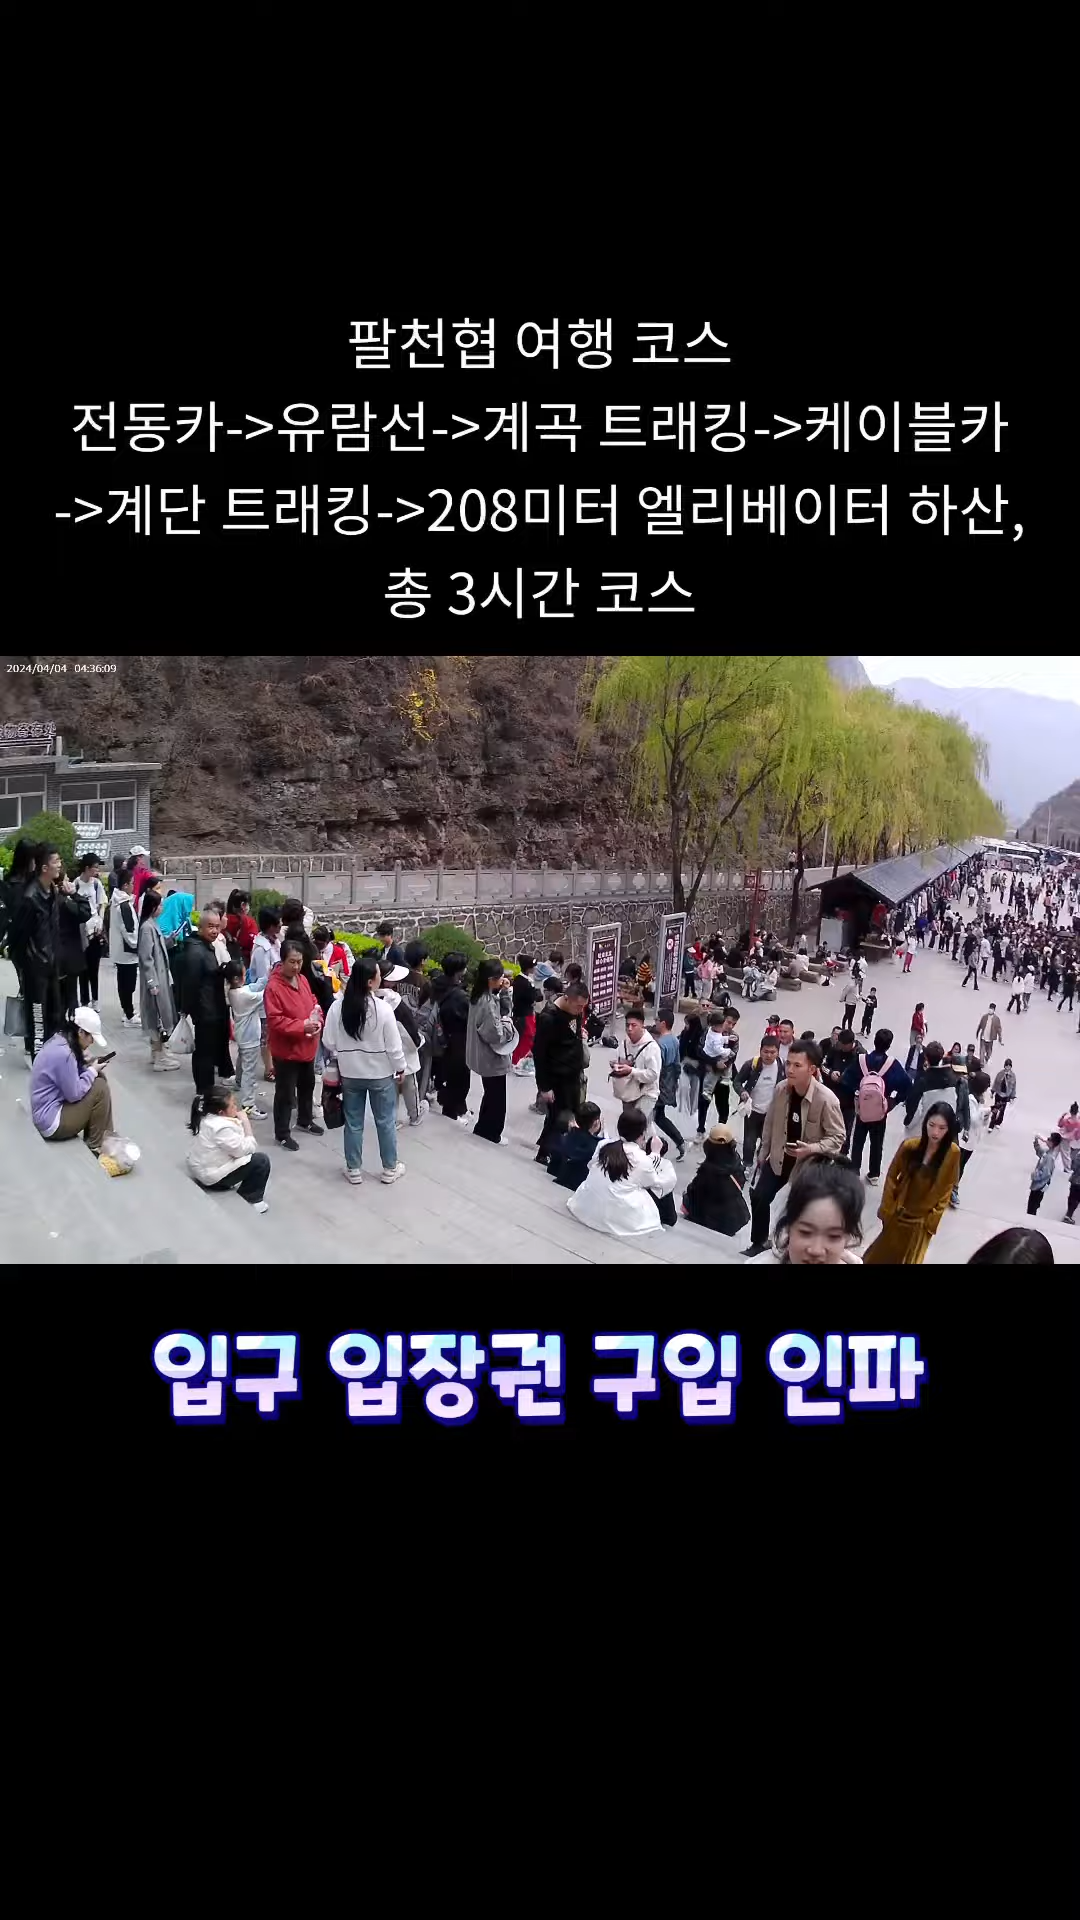 팔천협 여행 코스
전동카->유람선->계곡 트래킹->케이블카
->계단 트래킹->208미터 엘리베이터 하산,
총 3시간 코스
2024/04/04 04:36:09
입구 입장권 구입 인파